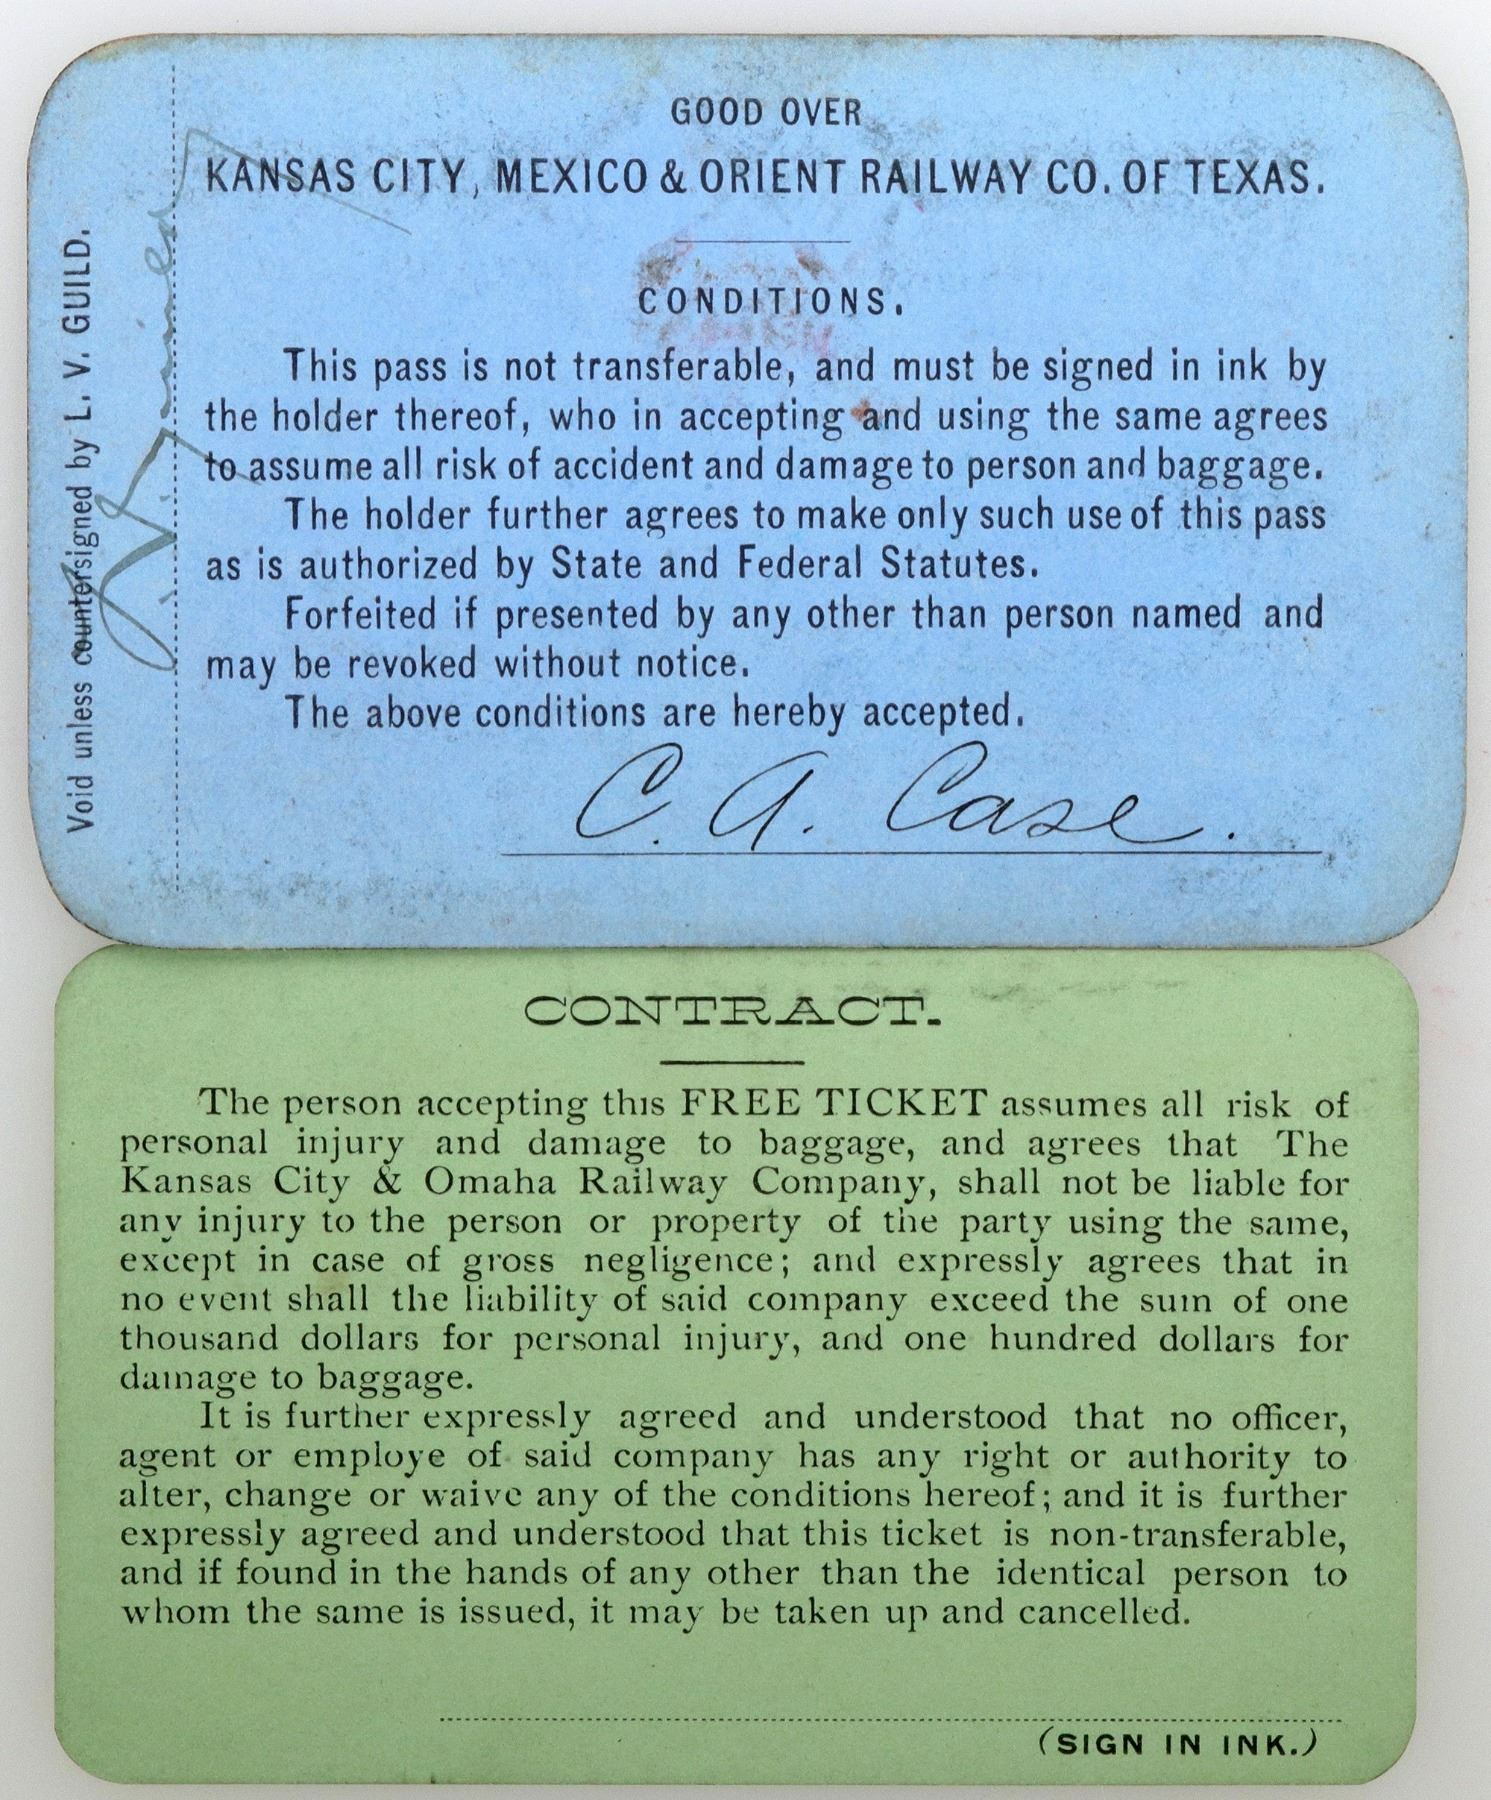 GOOD OVER
KANSAS CITY, MEXICO & ORIENT RAILWAY CO. OF TEXAS.
CONDITIONS.
This pass is not transferable, and must be signed in ink by
the holder thereof, who in accepting and using the same agrees
to assume all risk of accident and damage to person and baggage.
The holder further agrees to make only such use of this pass
as is authorized by State and Federal Statutes.
Forfeited if presented by any other than person named and
may be revoked without notice.
The above conditions are hereby accepted.
C. A. Case.
Void unless countersigned by L. V. GUILD.
CONTRACT.
The person accepting this FREE TICKET assumes all risk of
personal injury and damage to baggage, and agrees that The
Kansas City & Omaha Railway Company, shall not be liable for
any injury to the person or property of the party using the same,
except in case of gross negligence; and expressly agrees that in
no event shall the liability of said company exceed the sum of one
thousand dollars for personal injury, and one hundred dollars for
damage to baggage.
It is further expressly agreed and understood that no officer,
agent or employe of said company has any right or authority to
alter, change or waive any of the conditions hereof; and it is further
expressly agreed and understood that this ticket is non-transferable,
and if found in the hands of any other than the identical person to
whom the same is issued, it may be taken up and cancelled.
(SIGN IN INK.)